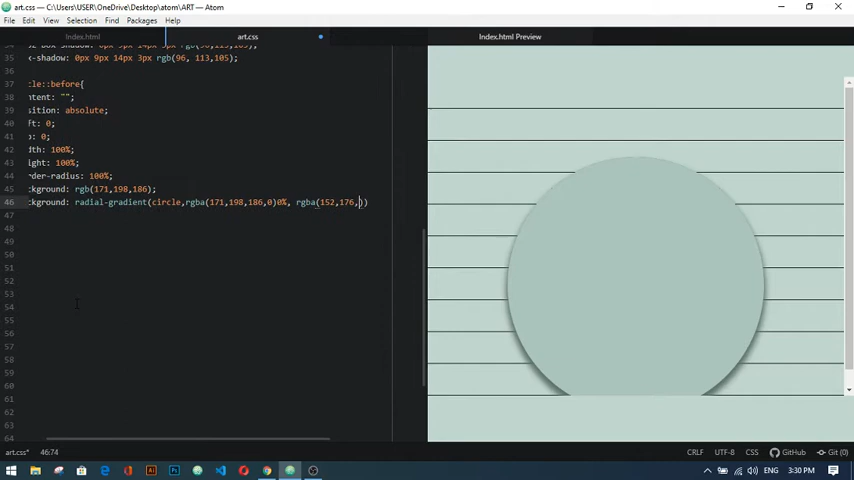 art.css — C:\Users\USER\OneDrive\Desktop\atom\ART — Atom
File Edit View Selection Find Packages Help
Index.html
art.css
Index.html Preview
35 x-shadow: 0px 9px 14px 3px rgb(96, 113,105);
36
37 cle::before{
38 ntent: "";
39 sition: absolute;
40 ft: 0;
41 p: 0;
42 dth: 100%;
43 ight: 100%;
44 rder-radius: 100%;
45 ckground: rgb(171,198,186);
46 ckground: radial-gradient(circle,rgba(171,198,186,0)0%, rgba(152,176,))
47
48
49
50
51
52
53
54
55
56
57
58
59
60
61
62
63
64
art.css* 46:74 CRLF UTF-8 CSS GitHub Git (0)
ENG 3:30 PM